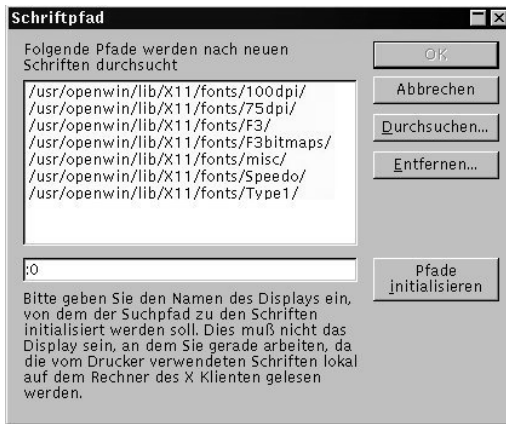 Schriftpfad
Folgende Pfade werden nach neuen
Schriften durchsucht
/usr/openwin/lib/X11/fonts/100dpi/
/usr/openwin/lib/X11/fonts/75dpi/
/usr/openwin/lib/X11/fonts/F3/
/usr/openwin/lib/X11/fonts/F3bitmaps/
/usr/openwin/lib/X11/fonts/misc/
/usr/openwin/lib/X11/fonts/Speedo/
/usr/openwin/lib/X11/fonts/Type1/
:0
Bitte geben Sie den Namen des Displays ein,
von dem der Suchpfad zu den Schriften
initialisiert werden soll. Dies muß nicht das
Display sein, an dem Sie gerade arbeiten, da
die vom Drucker verwendeten Schriften lokal
auf dem Rechner des X Klienten gelesen
werden.
OK
Abbrechen
Durchsuchen...
Entfernen...
Pfade
initialisieren